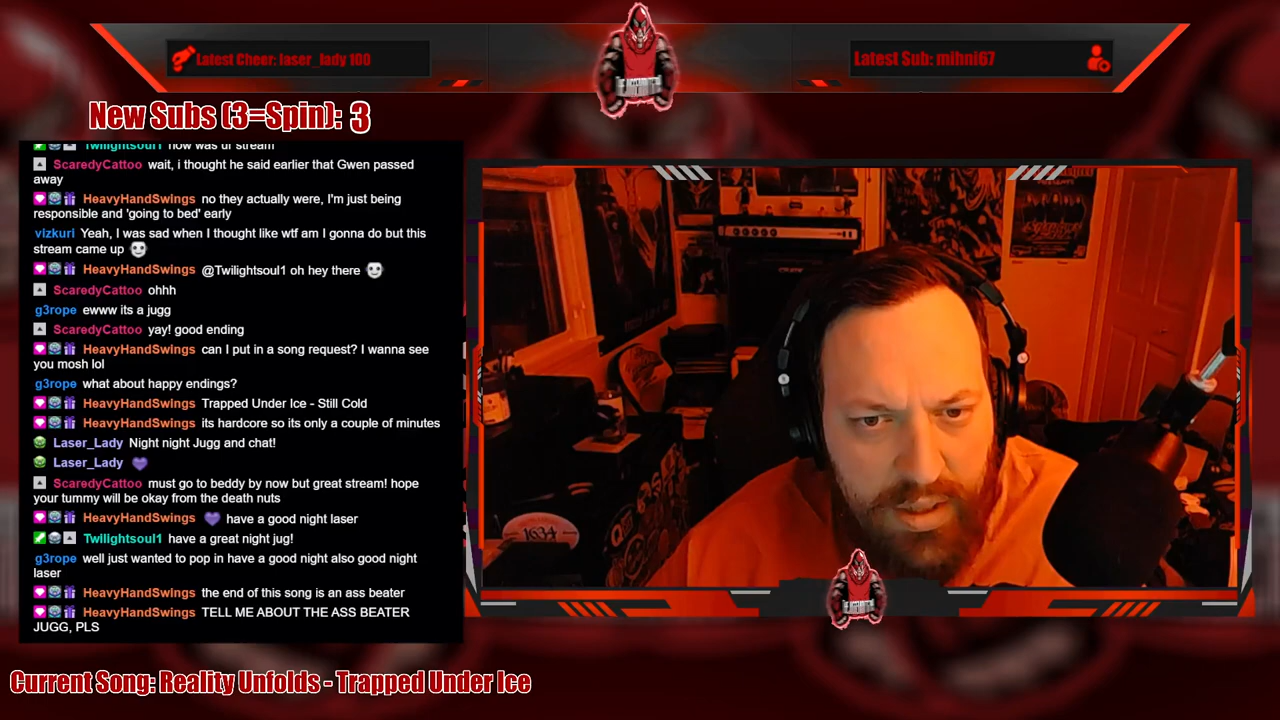 Latest Cheer: laser_lady 100
Latest Sub: mihni67
New Subs (3=Spin): 3
Twilightsoul1 how was ur stream
ScaredyCattoo wait, i thought he said earlier that Gwen passed
away
HeavyHandSwings no they actually were, I'm just being
responsible and 'going to bed' early
vizkuri Yeah, I was sad when I thought like wtf am I gonna do but this
stream came up
HeavyHandSwings @Twilightsoul1 oh hey there
ScaredyCattoo ohhh
g3rope ewww its a jugg
ScaredyCattoo yay! good ending
HeavyHandSwings can I put in a song request? I wanna see
you mosh lol
g3rope what about happy endings?
HeavyHandSwings Trapped Under Ice - Still Cold
HeavyHandSwings its hardcore so its only a couple of minutes
Laser_Lady Night night Jugg and chat!
Laser_Lady
ScaredyCattoo must go to beddy by now but great stream! hope
your tummy will be okay from the death nuts
HeavyHandSwings have a good night laser
Twilightsoul1 have a great night jug!
g3rope well just wanted to pop in have a good night also good night
laser
HeavyHandSwings the end of this song is an ass beater
HeavyHandSwings TELL ME ABOUT THE ASS BEATER
JUGG, PLS
1634
Current Song: Reality Unfolds - Trapped Under Ice